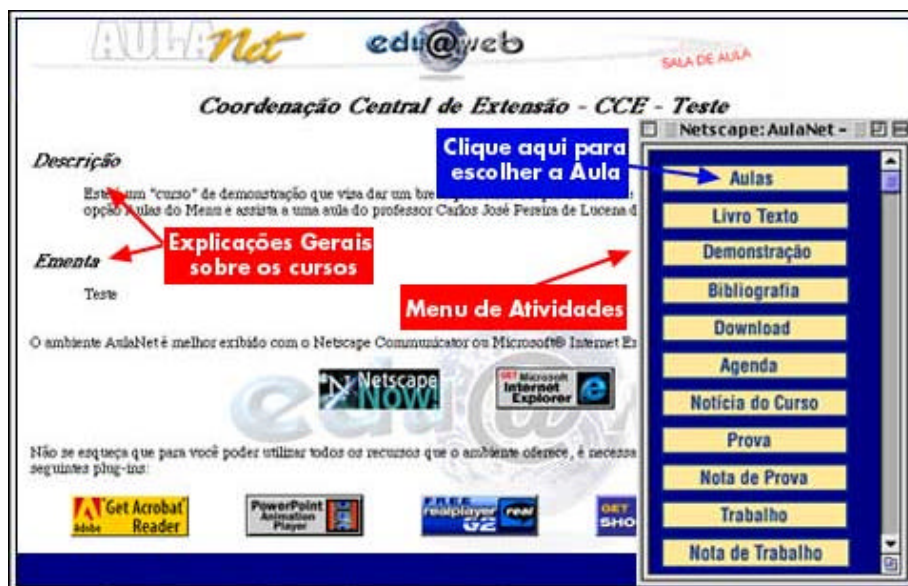 AULANet
edu@web
SALA DE AULA
Coordenação Central de Extensão - CCE - Teste
Netscape: AulaNet -
Clique aqui para
escolher a Aula
Descrição
Este é um "curso" de demonstração que visa dar um
opção Aulas do Menu e assista a uma aula do professor Carlos José Pereira de Lucena d
Explicações Gerais
sobre os cursos
Ementa
Teste
Menu de Atividades
O ambiente AulaNet é melhor exibido com o Netscape Communicator ou Microsoft® Internet Ex
Netscape
Now!
GET Microsoft
Internet
Explorer
edu@w
Não se esqueça que para você poder utilizar todos os recursos que o ambiente oferece, é necessa
seguintes plug-ins:
Get Acrobat
Reader
Adobe
PowerPoint
Animation
Player
FREE
realplayer
G2
real
GET
SHO
Aulas
Livro Texto
Demonstração
Bibliografia
Download
Agenda
Notícia do Curso
Prova
Nota de Prova
Trabalho
Nota de Trabalho